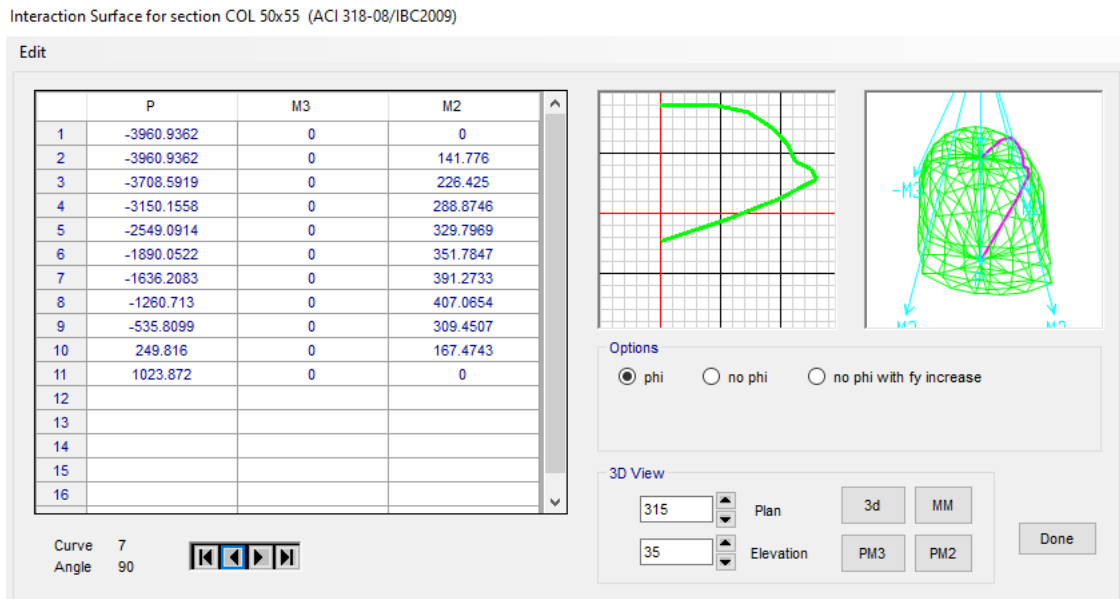 Interaction Surface for section COL 50x55 (ACI 318-08/IBC2009)
Edit
P M3 M2
1 -3960.9362 0 0
2 -3960.9362 0 141.776
3 -3708.5919 0 226.425
4 -3150.1558 0 288.8746
5 -2549.0914 0 329.7969
6 -1890.0522 0 351.7847
7 -1636.2083 0 391.2733
8 -1260.713 0 407.0654
9 -535.8099 0 309.4507
10 249.816 0 167.4743
11 1023.872 0 0
12
13
14
15
16
Curve 7
Angle 90
-M3
Options
phi no phi no phi with fy increase
3D View
315 Plan 3d MM
35 Elevation PM3 PM2
Done